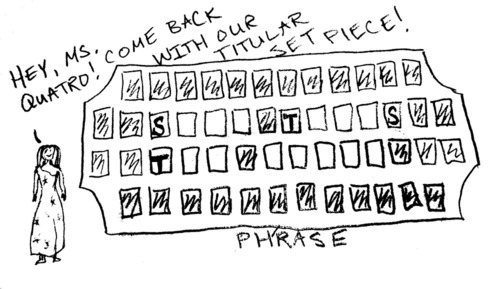 HEY, MS.
QUATRO! COME BACK
WITH OUR
TITULAR
SET PIECE!
S T S
T
PHRASE